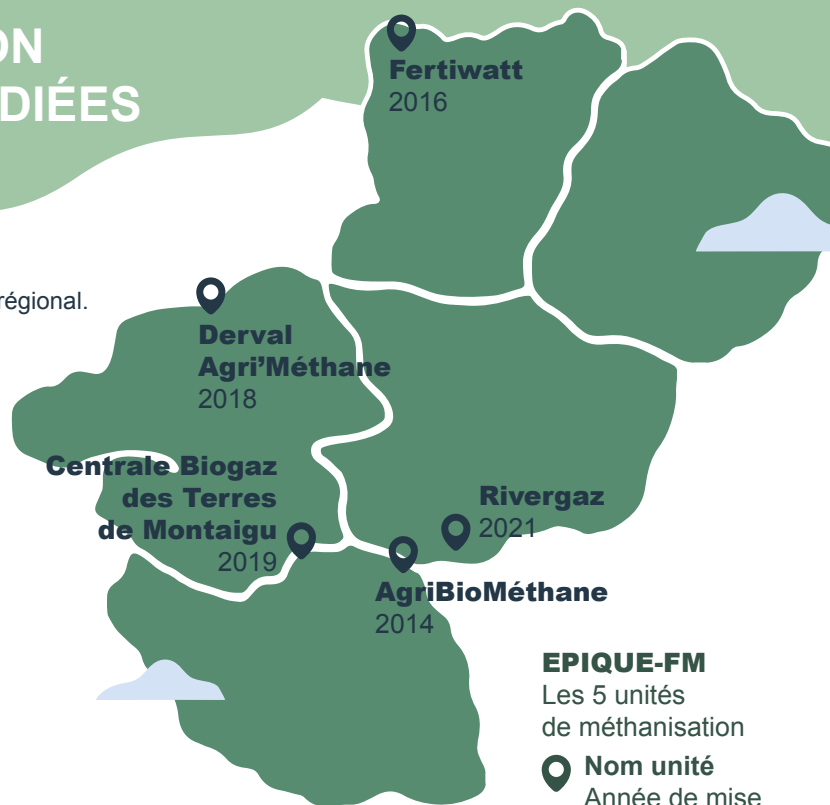 ON
DIÉES
régional.
Fertiwatt
2016
Derval
Agri’Méthane
2018
Centrale Biogaz
des Terres
de Montaigu
2019
Rivergaz
2021
AgriBioMéthane
2014
EPIQUE-FM
Les 5 unités
de méthanisation
Nom unité
Année de mise